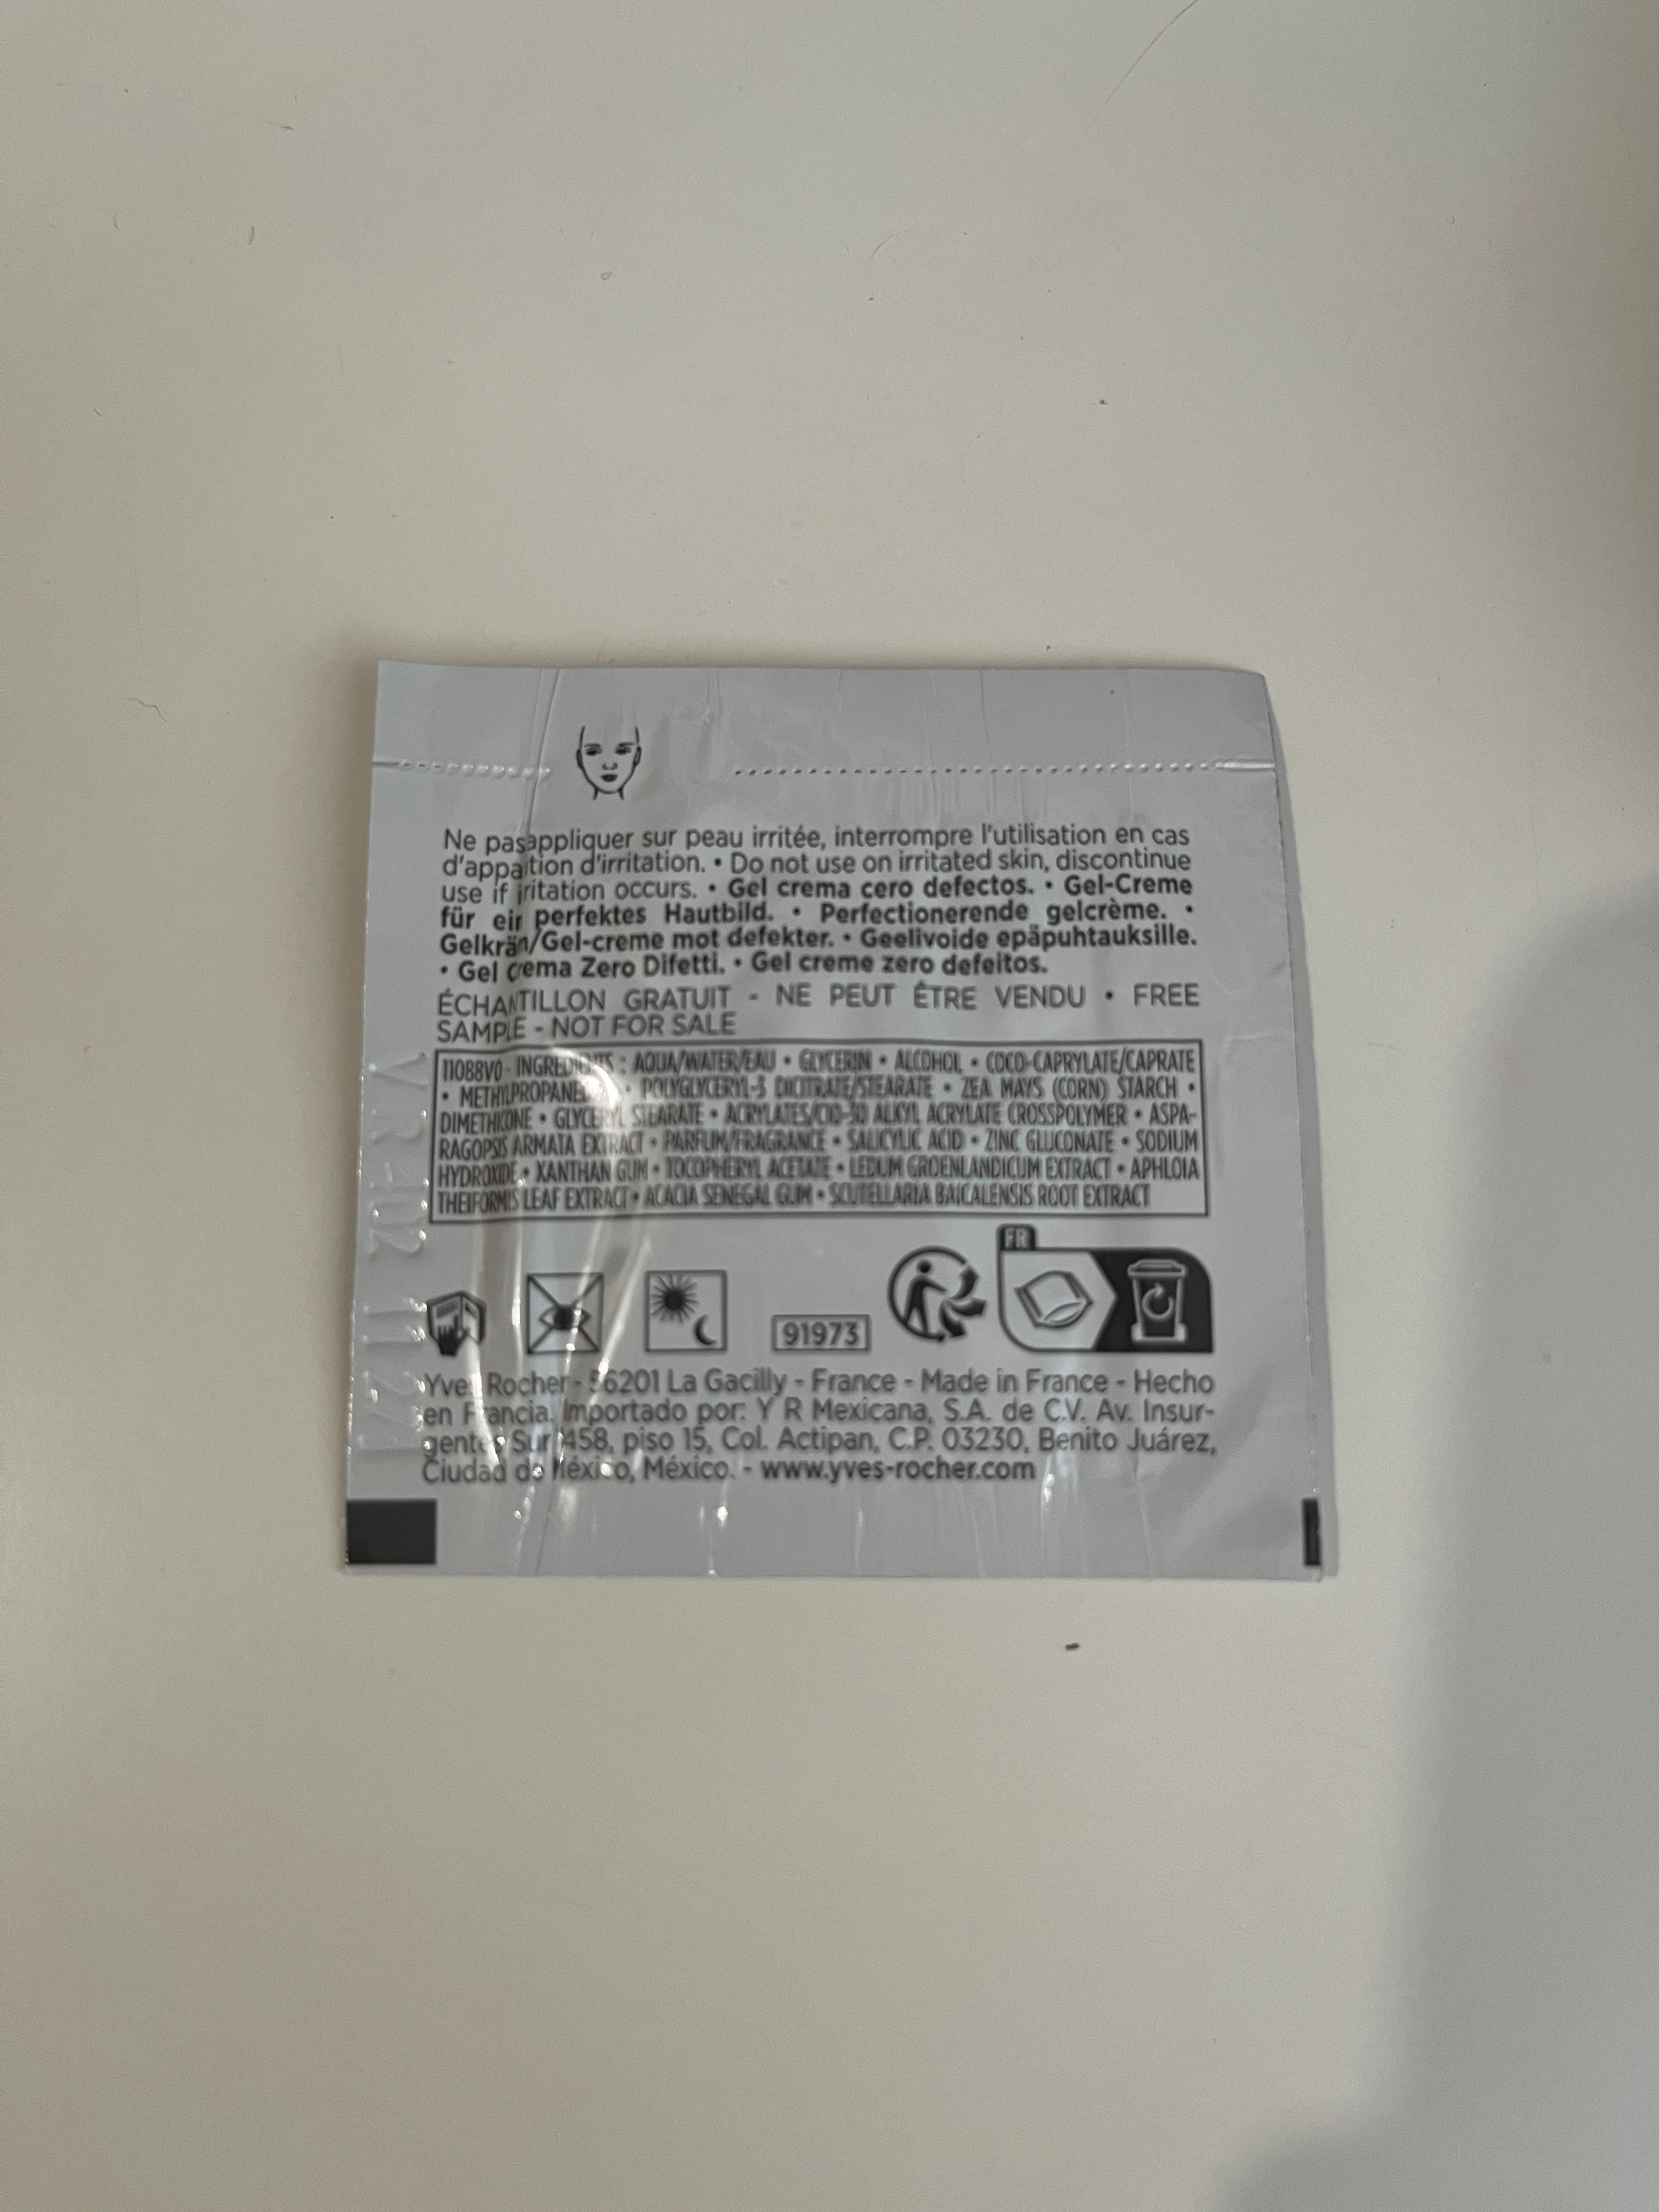 Ne pas appliquer sur peau irritée, interrompre l'utilisation en cas
d'appa ition d'irritation. • Do not use on irritated skin, discontinue
use if irritation occurs. • Gel crema cero defectos. • Gel-Creme
für ein perfektes Hautbild. • Perfectionerende gelcrème. •
Gelkräm/Gel-creme mot defekter. • Geelivoide epäpuhtauksille.
• Gel crema Zero Difetti. • Gel creme zero defeitos.
ÉCHANTILLON GRATUIT - NE PEUT ÊTRE VENDU • FREE
SAMPLE - NOT FOR SALE
11088V0 - INGREDIENTS : AQUA/WATER/EAU • GLYCERIN • ALCOHOL • COCO-CAPRYLATE/CAPRATE
• • POLYGLYCERYL-3 DICITRATE/STEARATE • ZEA MAYS (CORN) STARCH •
DIMETHICONE • GLYCERYL STEARATE • ACRYLATES/C10-30 ALKYL ACRYLATE CROSSPOLYMER • ASPA-
RAGOPSIS ARMATA EXTRACT • PARFUM/FRAGRANCE • SALICYLIC ACID • ZINC GLUCONATE • SODIUM
HYDROXIDE • XANTHAN GUM • TOCOPHERYL ACETATE • LEDUM GROENLANDICUM EXTRACT • APHLOIA
THEIFORMIS LEAF EXTRACT • ACACIA SENEGAL GUM • SCUTELLARIA BAICALENSIS ROOT EXTRACT
FR
91973
Yves Rocher - 56201 La Gacilly - France - Made in France - Hecho
en Francia. Importado por: Y R Mexicana, S.A. de C.V. Av. Insur-
gentes Sur 1458, piso 15, Col. Actipan, C.P. 03230, Benito Juárez,
Ciudad de México, México. - www.yves-rocher.com